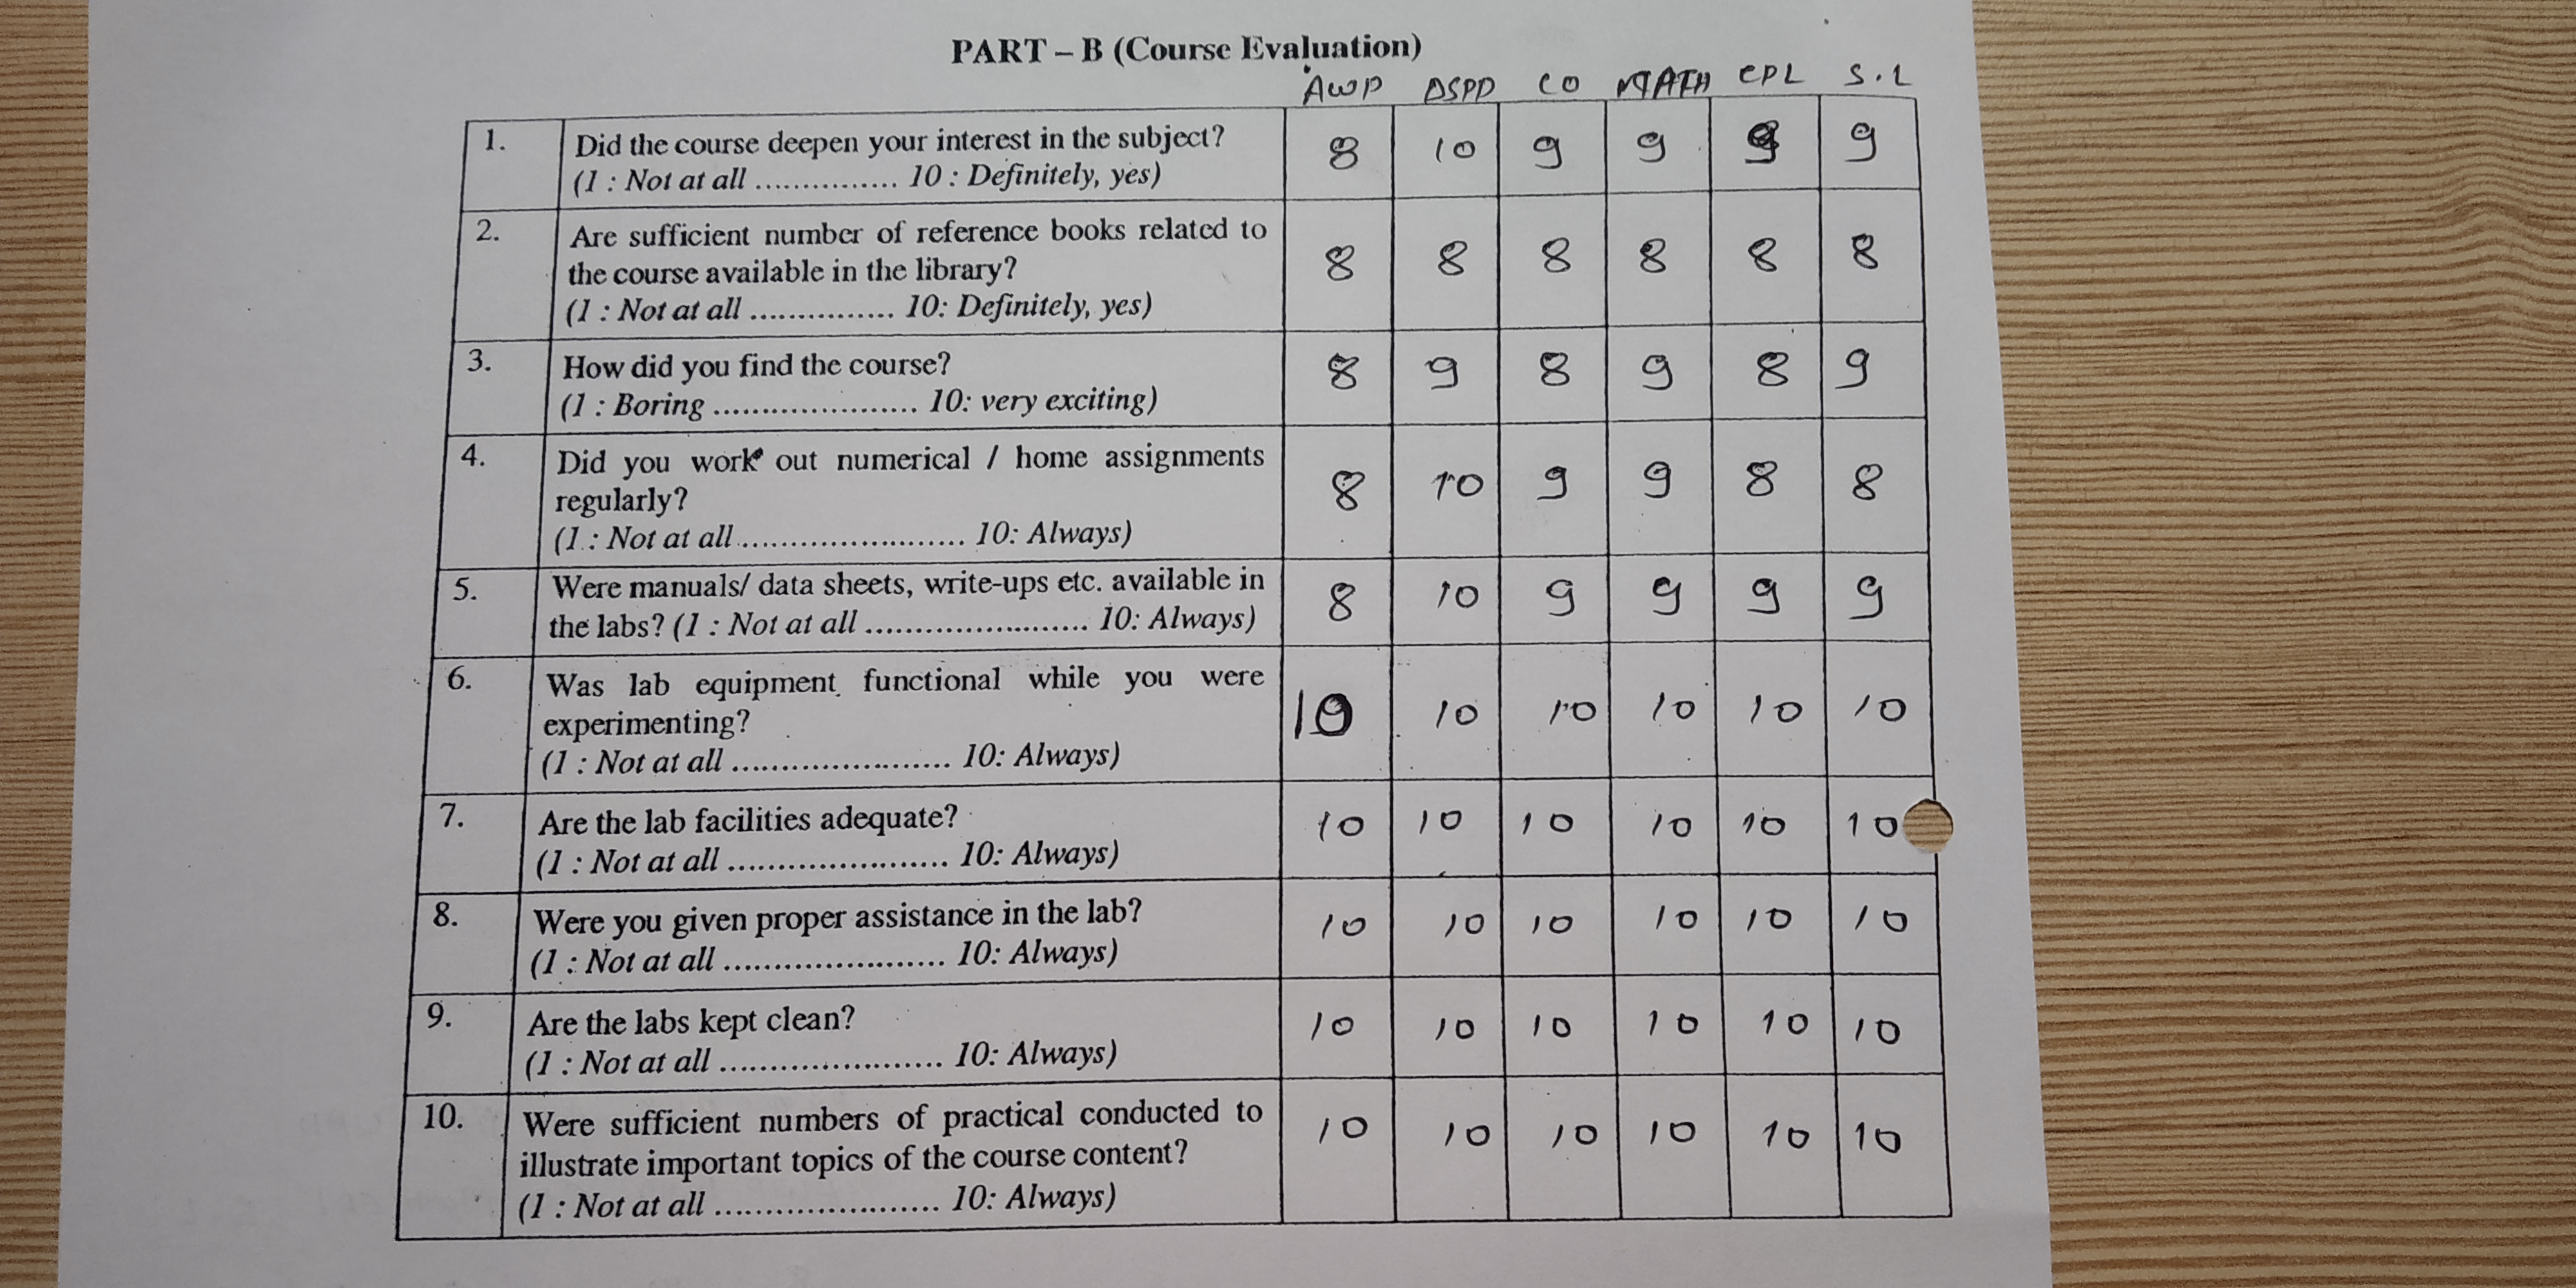 PART – B (Course Evaluation)
AWP DSPD CO MATH CPL S.L
1. Did the course deepen your interest in the subject? 8 10 9 9 9
(1 : Not at all ............... 10 : Definitely, yes)
2. Are sufficient number of reference books related to
the course available in the library? 8 8 8 8 8 8
(1 : Not at all ............... 10: Definitely, yes)
3. How did you find the course? 8 9 8 9 8 9
(1 : Boring ..................... 10: very exciting)
4. Did you work out numerical / home assignments
regularly? 8 10 9 9 8 8
(1 : Not at all ....................... 10: Always)
5. Were manuals/ data sheets, write-ups etc. available in
the labs? (1 : Not at all ....................... 10: Always) 8 10 9 9 9 9
6. Was lab equipment functional while you were
experimenting? 10 10 10 10 10 10
(1 : Not at all ....................... 10: Always)
7. Are the lab facilities adequate? 10 10 10 10 10 10
(1 : Not at all ....................... 10: Always)
8. Were you given proper assistance in the lab? 10 10 10 10 10 10
(1 : Not at all ....................... 10: Always)
9. Are the labs kept clean? 10 10 10 10 10 10
(1 : Not at all ....................... 10: Always)
10. Were sufficient numbers of practical conducted to
illustrate important topics of the course content? 10 10 10 10 10 10
(1 : Not at all ....................... 10: Always)